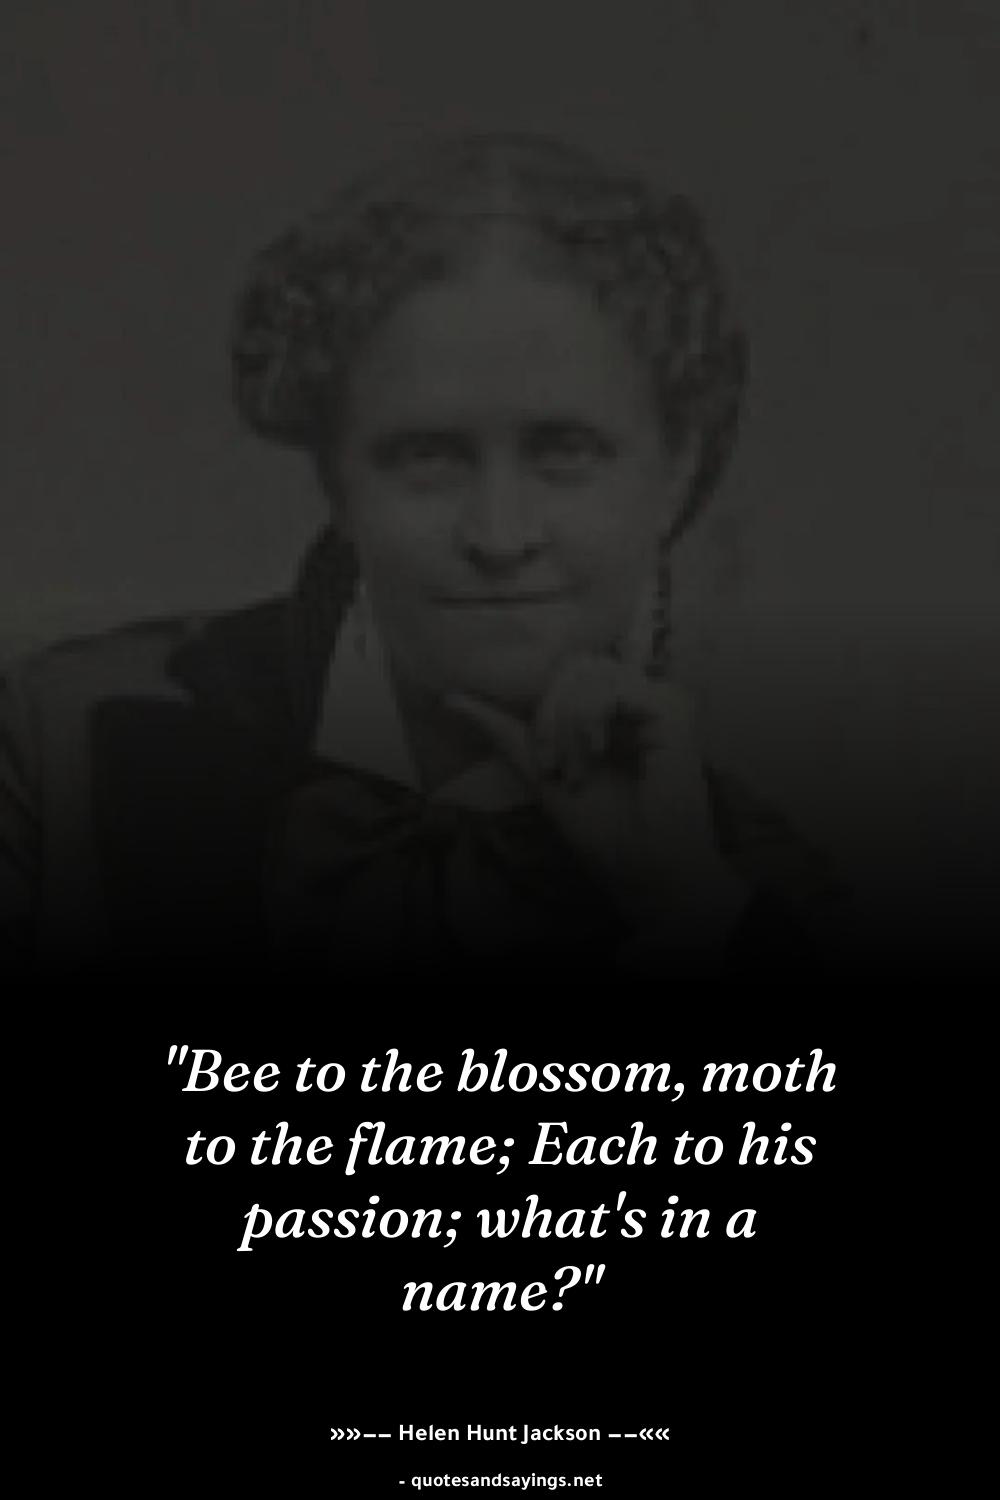 "Bee to the blossom, moth
to the flame; Each to his
passion; what's in a
name?"
»»–– Helen Hunt Jackson ––««
- quotesandsayings.net